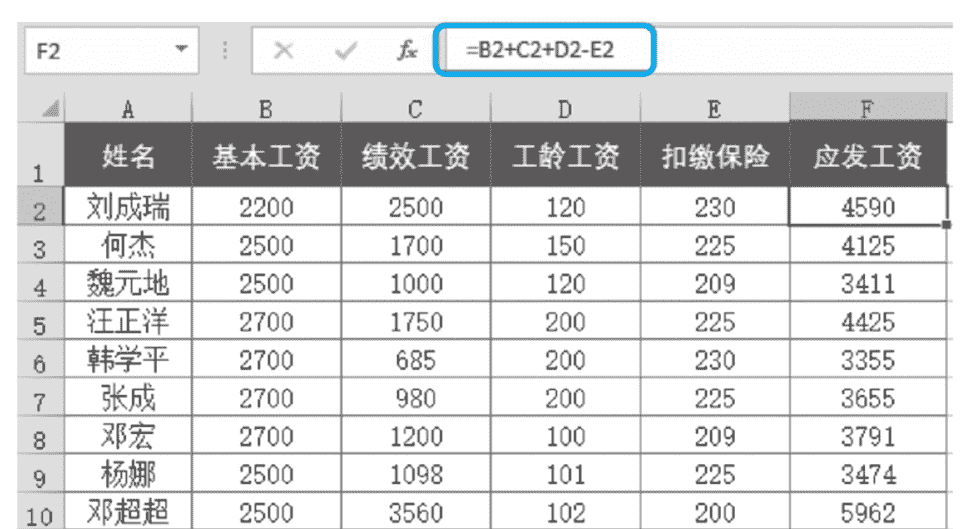 F2 fx =B2+C2+D2-E2
A B C D E F
1 姓名 基本工资 绩效工资 工龄工资 扣缴保险 应发工资
2 刘成瑞 2200 2500 120 230 4590
3 何杰 2500 1700 150 225 4125
4 魏元地 2500 1000 120 209 3411
5 汪正洋 2700 1750 200 225 4425
6 韩学平 2700 685 200 230 3355
7 张成 2700 980 200 225 3655
8 邓宏 2700 1200 100 209 3791
9 杨娜 2500 1098 101 225 3474
10 邓超超 2500 3560 102 200 5962